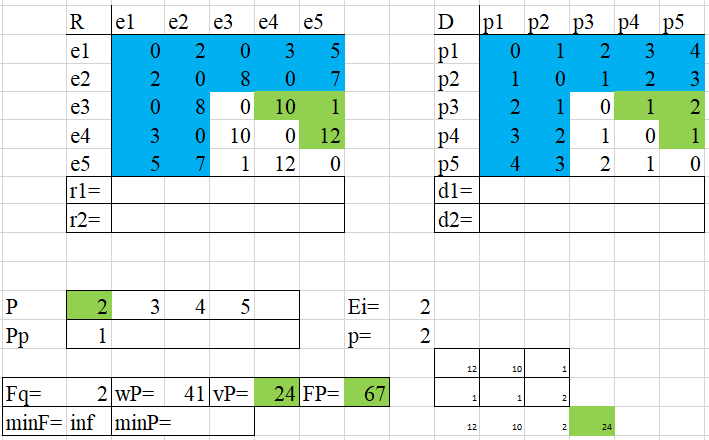 R e1 e2 e3 e4 e5 D p1 p2 p3 p4 p5
e1 0 2 0 3 5 p1 0 1 2 3 4
e2 2 0 8 0 7 p2 1 0 1 2 3
e3 0 8 0 10 1 p3 2 1 0 1 2
e4 3 0 10 0 12 p4 3 2 1 0 1
e5 5 7 1 12 0 p5 4 3 2 1 0
r1= d1=
r2= d2=
P 2 3 4 5 Ei= 2
Pp 1 p= 2
12 10 1
Fq= 2 wP= 41 vP= 24 FP= 67 1 1 2
minF= inf minP= 12 10 2 24